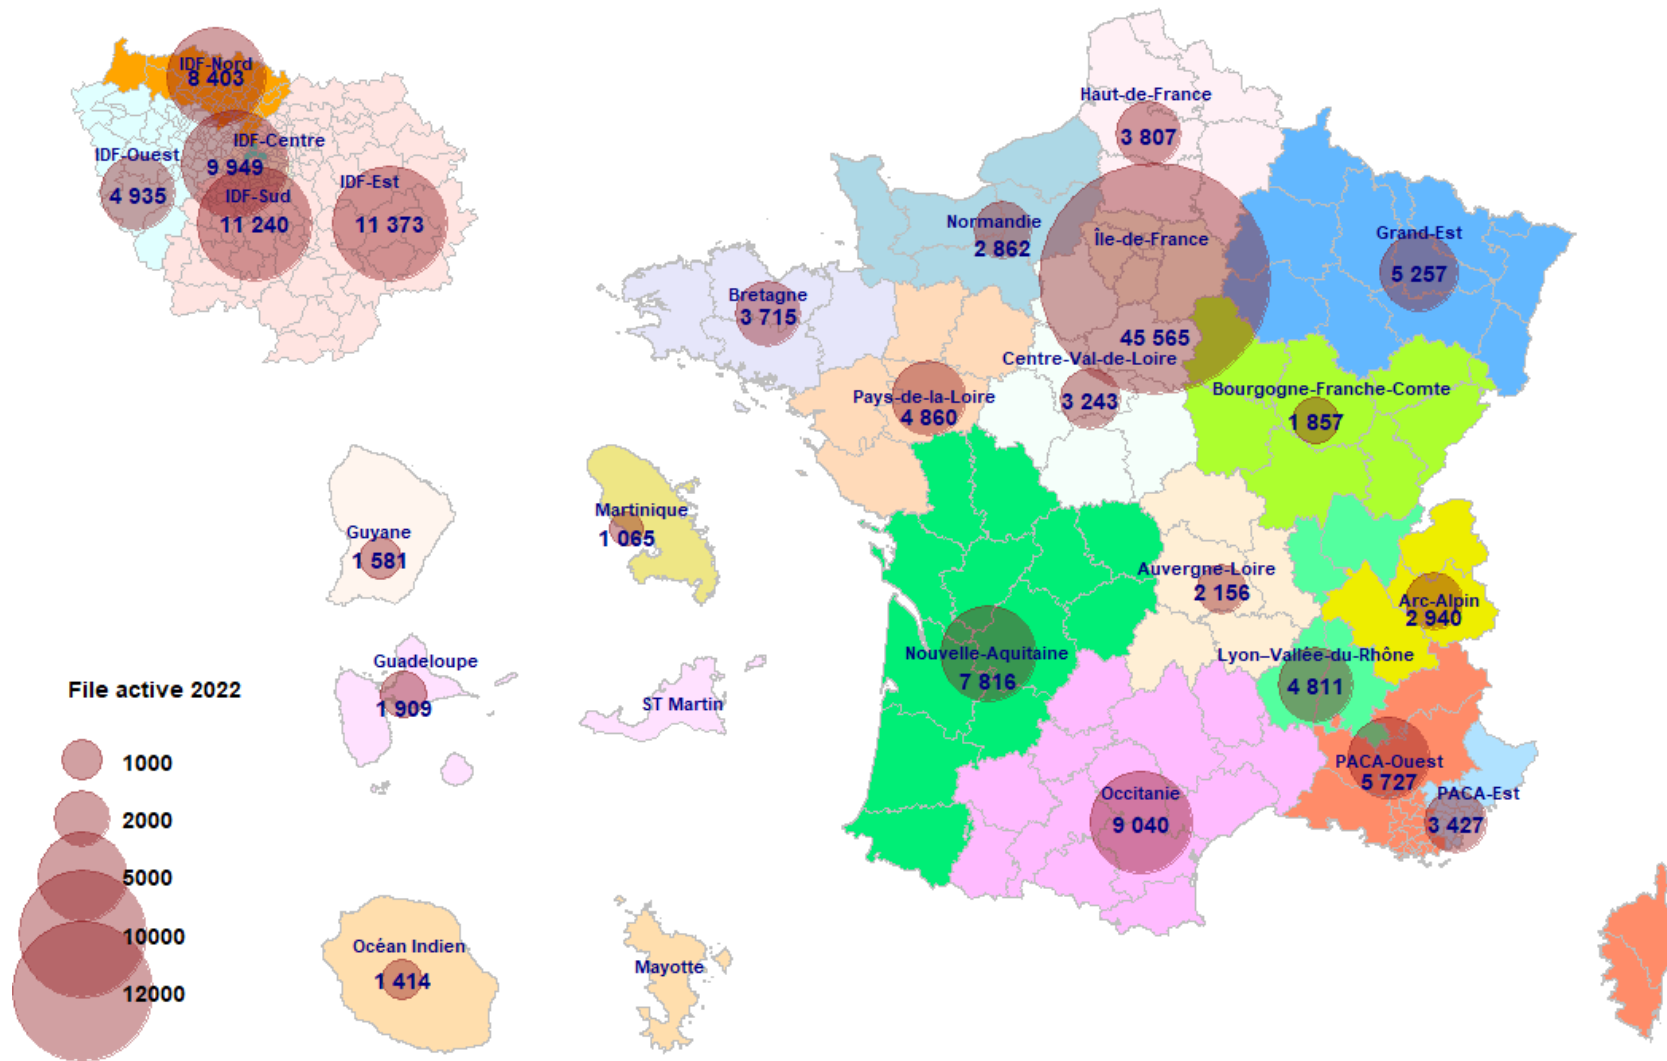 IDF-Nord
8 403
IDF-Centre
9 949
IDF-Ouest
4 935
IDF-Sud
11 240
IDF-Est
11 373
Haut-de-France
3 807
Normandie
2 862
Île-de-France
45 565
Grand-Est
5 257
Bretagne
3 715
Centre-Val-de-Loire
3 243
Pays-de-la-Loire
4 860
Bourgogne-Franche-Comte
1 857
Guyane
1 581
Martinique
1 065
Auvergne-Loire
2 156
Arc-Alpin
2 940
Nouvelle-Aquitaine
7 816
Lyon–Vallée-du-Rhône
4 811
Guadeloupe
1 909
ST Martin
PACA-Ouest
5 727
PACA-Est
3 427
Occitanie
9 040
File active 2022
1000
2000
5000
10000
12000
Océan Indien
1 414
Mayotte